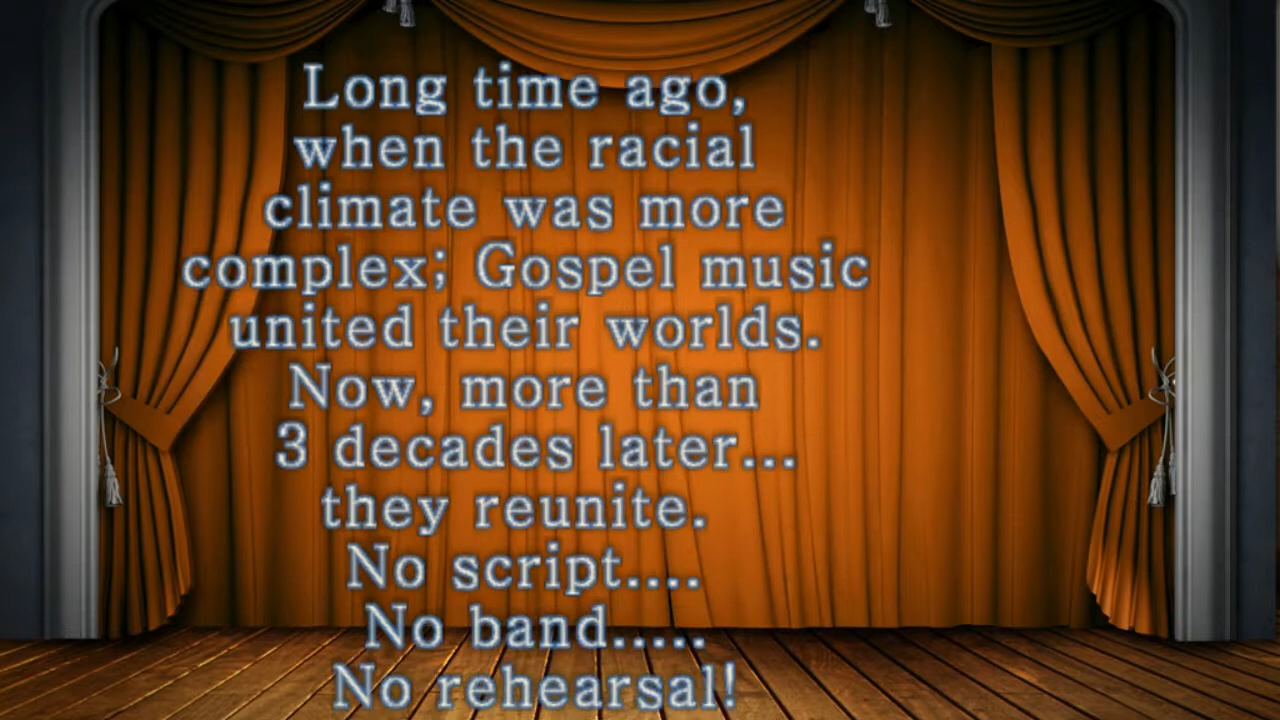 Long time ago,
when the racial
climate was more
complex; Gospel music
united their worlds.
Now, more than
3 decades later...
they reunite.
No script....
No band.....
No rehearsal!